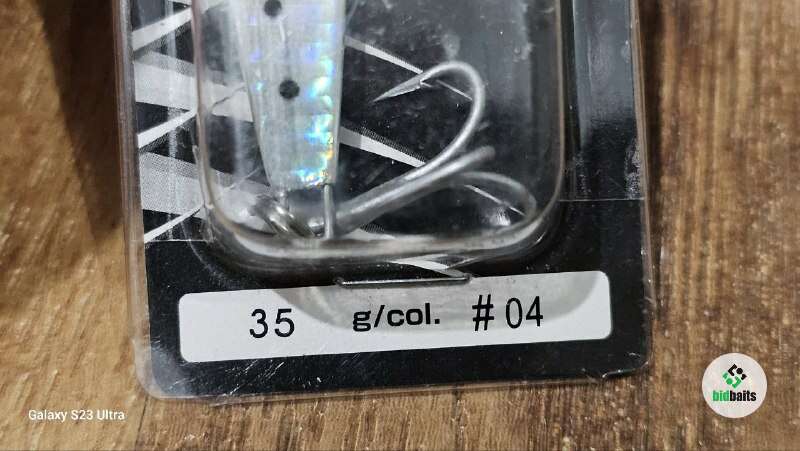 35 g/col. #04
Galaxy S23 Ultra
bidbaits